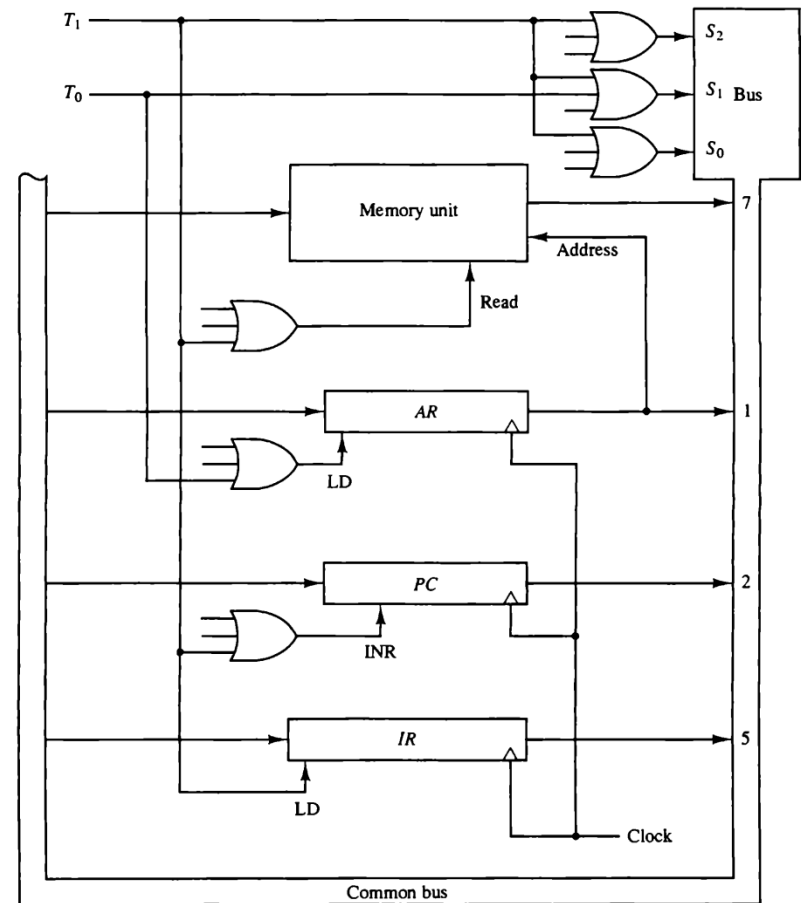 T₁
S₂
T₀
S₁ Bus
S₀
Memory unit
7
Address
Read
AR
1
LD
PC
2
INR
IR
5
LD
Clock
Common bus